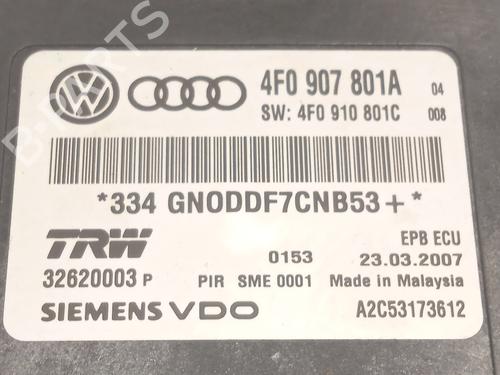 4F0 907 801A 04
SW: 4F0 910 801C 008
*334 GNODDF7CNB53+*
TRW EPB ECU
0153 23.03.2007
32620003 P PIR SME 0001 Made in Malaysia
SIEMENS VDO A2C53173612
B-PARTS